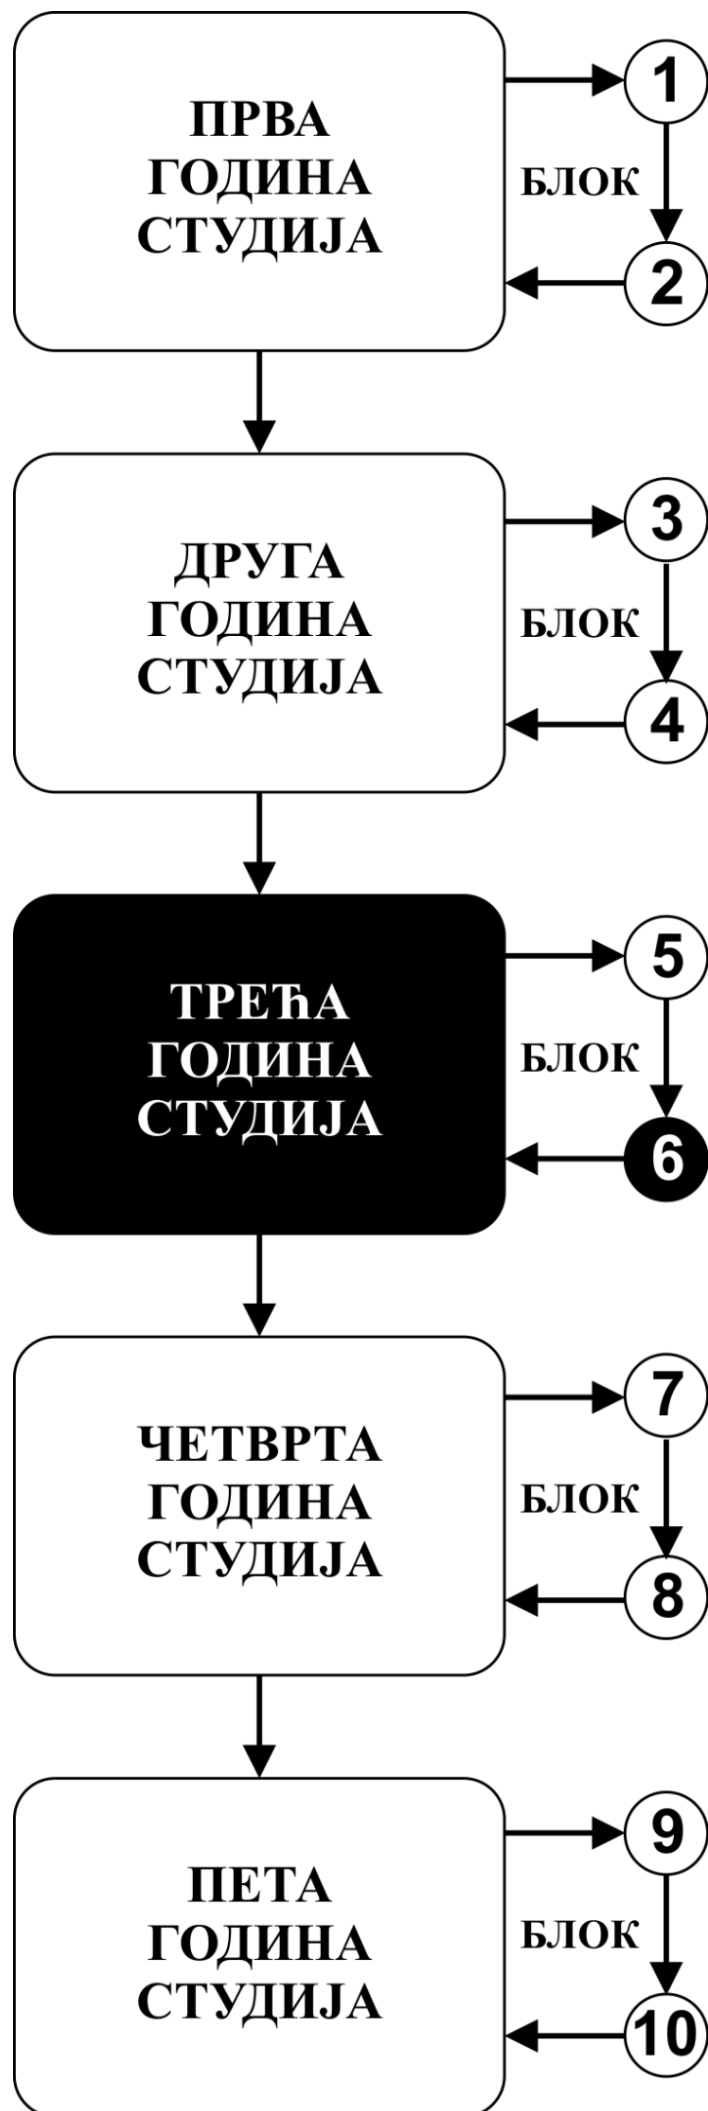 ПРВА
ГОДИНА
СТУДИЈА
1
БЛОК
2
ДРУГА
ГОДИНА
СТУДИЈА
3
БЛОК
4
ТРЕЋА
ГОДИНА
СТУДИЈА
5
БЛОК
6
ЧЕТВРТА
ГОДИНА
СТУДИЈА
7
БЛОК
8
ПЕТА
ГОДИНА
СТУДИЈА
9
БЛОК
10